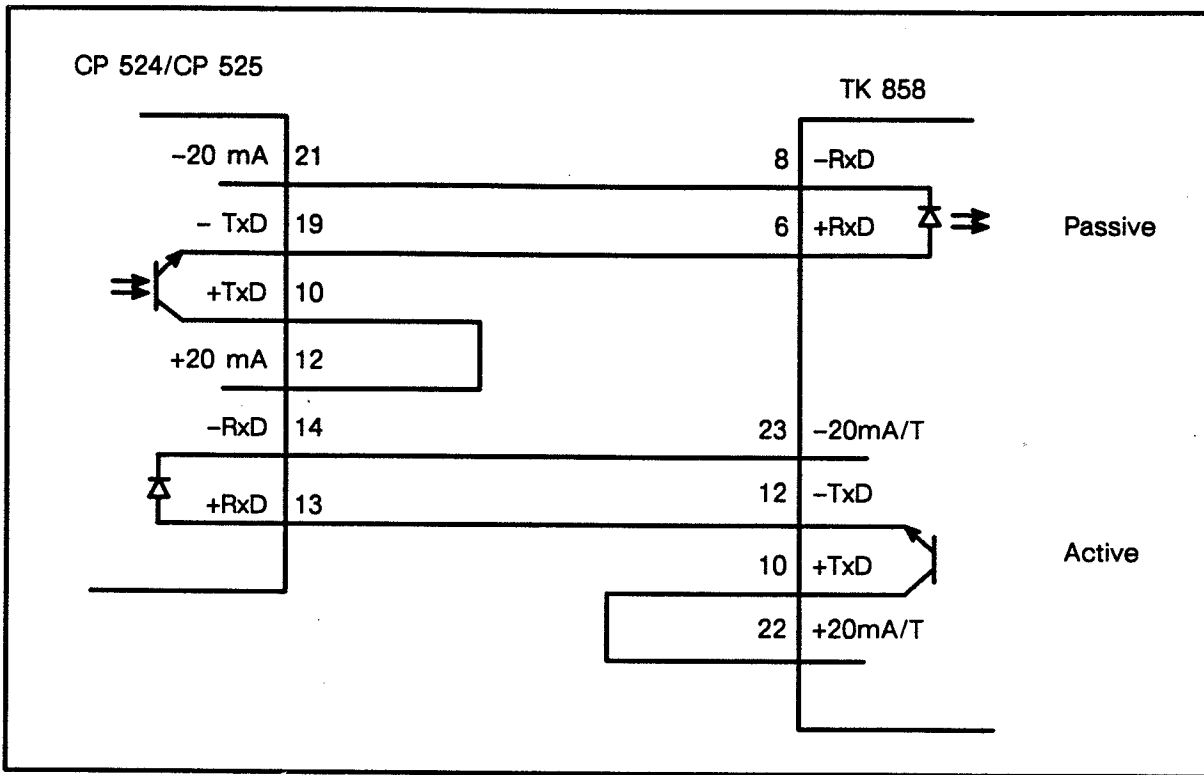 CP 524/CP 525
TK 858
-20 mA 21
8 -RxD
- TxD 19
6 +RxD
Passive
+TxD 10
+20 mA 12
-RxD 14
23 -20mA/T
12 -TxD
+RxD 13
10 +TxD
Active
22 +20mA/T